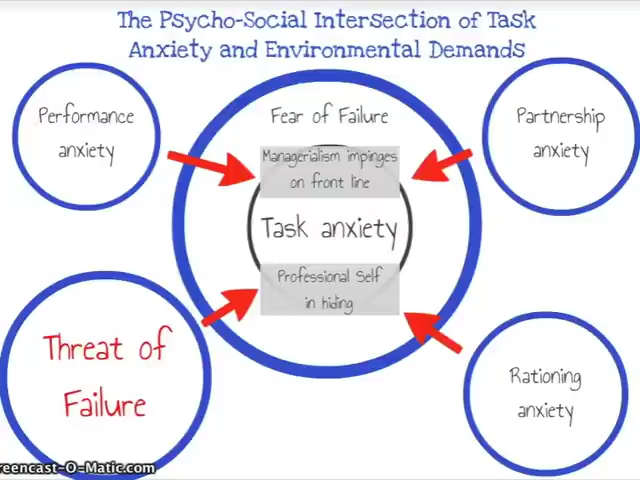 The Psycho-Social Intersection of Task
Anxiety and Environmental Demands
Performance
anxiety
Fear of Failure
Partnership
anxiety
Managerialism impinges
on front line
Task anxiety
Professional Self
in hiding
Threat of
Failure
Rationing
anxiety
reencast-O-Matic.com